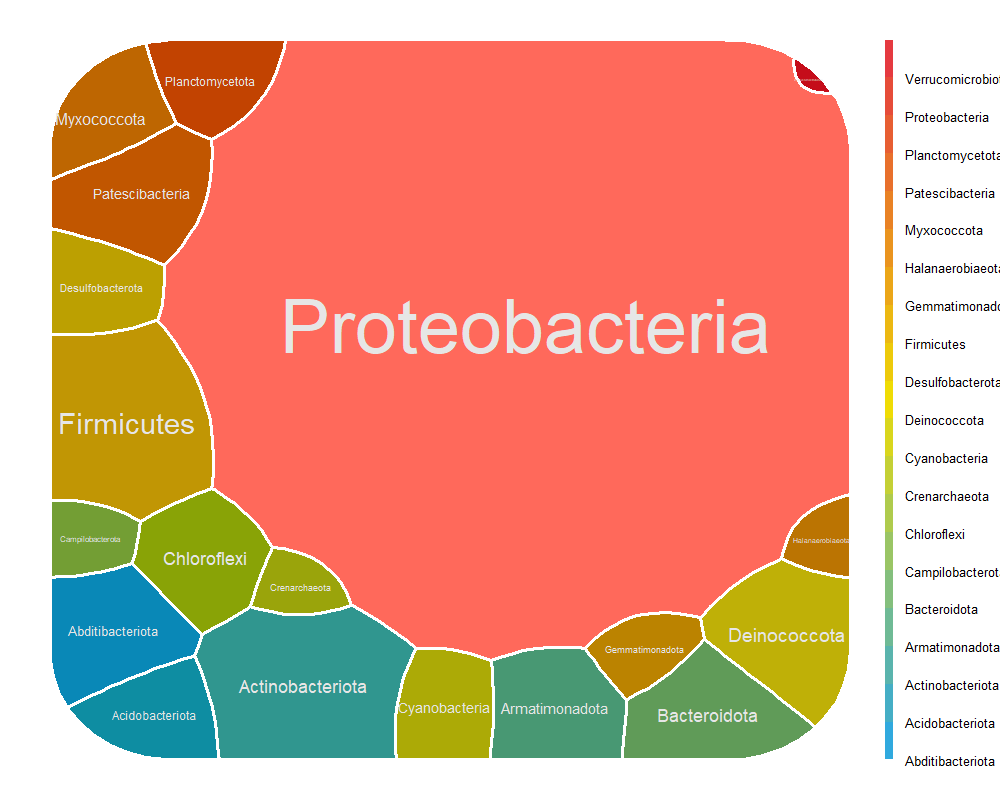 Planctomycetota
Myxococcota
Patescibacteria
Desulfobacterota
Proteobacteria
Firmicutes
Campilobacterota
Chloroflexi
Halanaerobiaeota
Crenarchaeota
Abditibacteriota
Deinococcota
Gemmatimonadota
Actinobacteriota
Cyanobacteria
Armatimonadota
Acidobacteriota
Bacteroidota
Verrucomicrobiot
Proteobacteria
Planctomycetota
Patescibacteria
Myxococcota
Halanaerobiaeota
Gemmatimonado
Firmicutes
Desulfobacterota
Deinococcota
Cyanobacteria
Crenarchaeota
Chloroflexi
Campilobacterota
Bacteroidota
Armatimonadota
Actinobacteriota
Acidobacteriota
Abditibacteriota